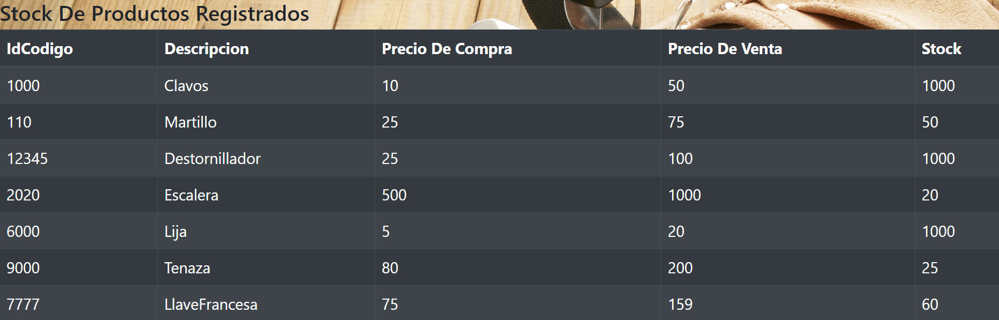 Stock De Productos Registrados
IdCodigo Descripcion Precio De Compra Precio De Venta Stock
1000 Clavos 10 50 1000
110 Martillo 25 75 50
12345 Destornillador 25 100 1000
2020 Escalera 500 1000 20
6000 Lija 5 20 1000
9000 Tenaza 80 200 25
7777 LlaveFrancesa 75 159 60